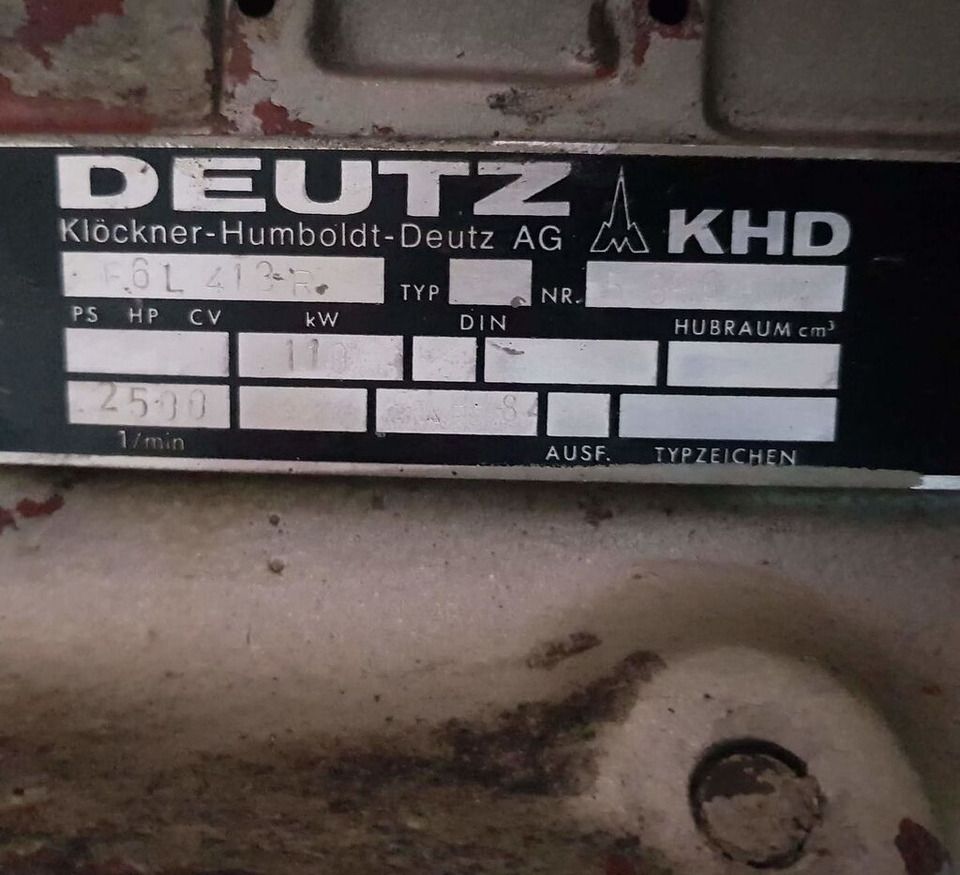 DEUTZ
Klöckner-Humboldt-Deutz AG KHD
F6L 413 R TYP NR.
PS HP CV kW DIN HUBRAUM cm³
110
2500 84
1/min AUSF. TYPZEICHEN